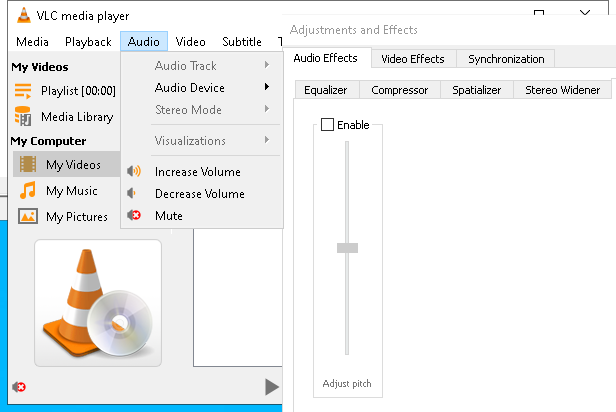 VLC media player
Media Playback Audio Video Subtitle T
My Videos
Playlist [00:00]
Media Library
My Computer
My Videos
My Music
My Pictures
Audio Track
Audio Device
Stereo Mode
Visualizations
Increase Volume
Decrease Volume
Mute
Adjustments and Effects
Audio Effects Video Effects Synchronization
Equalizer Compressor Spatializer Stereo Widener
Enable
Adjust pitch